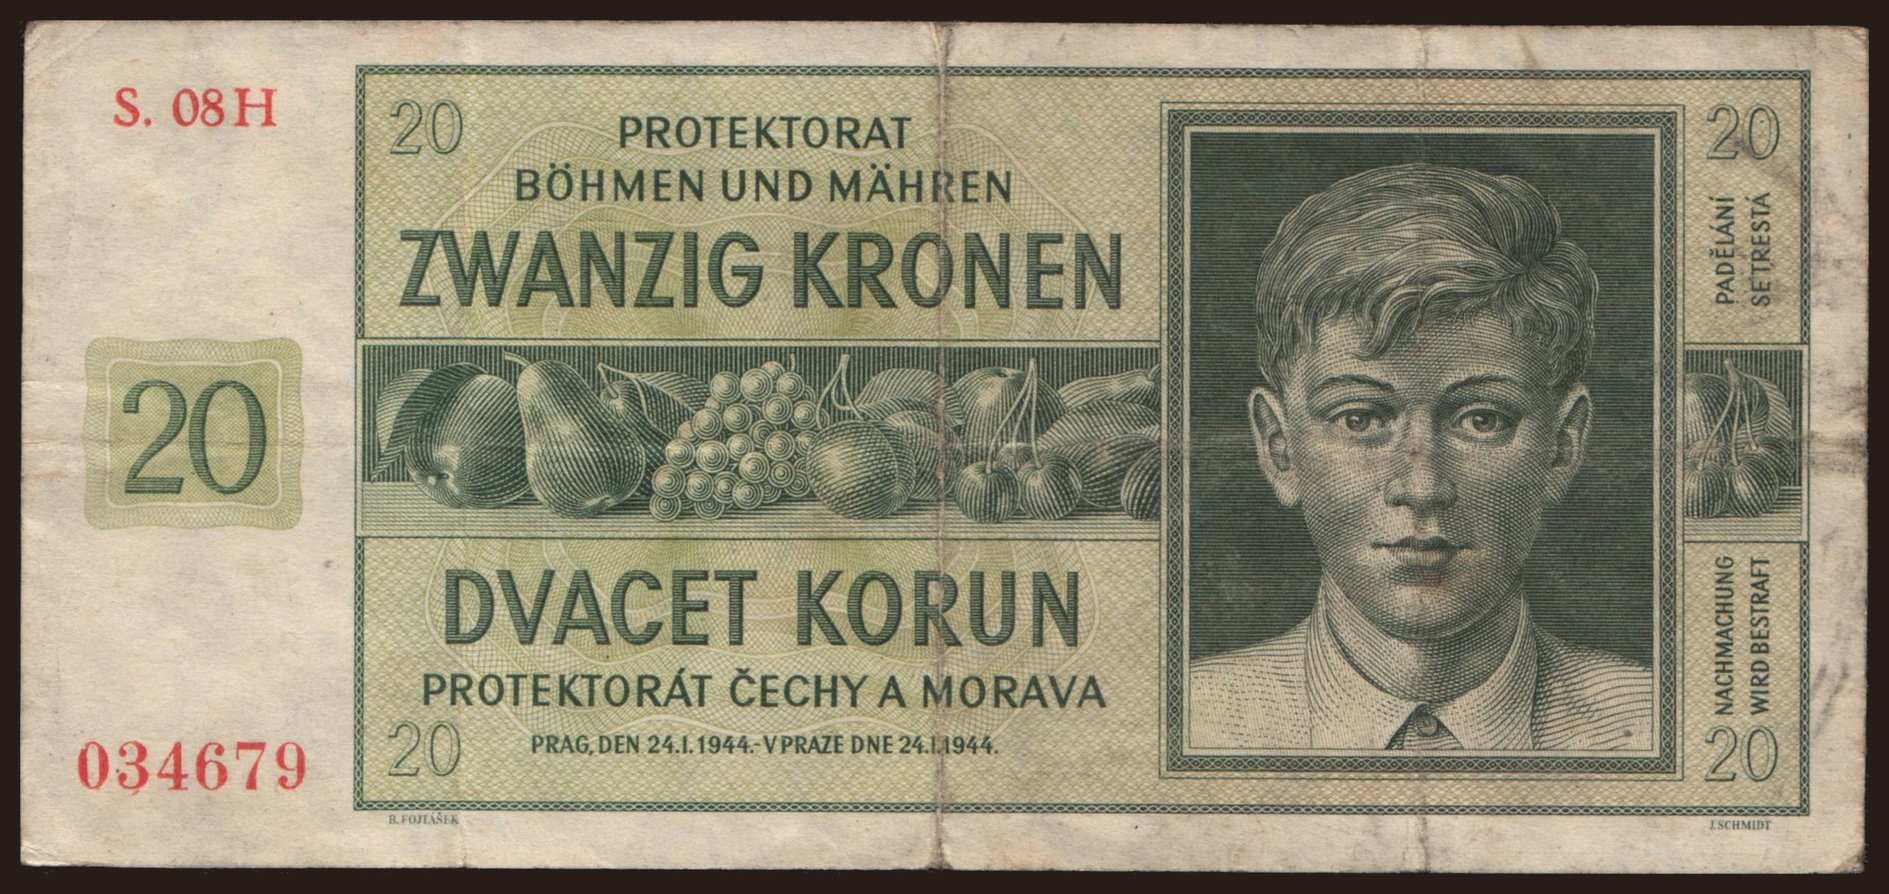 S. 08H
20
PROTEKTORAT
BÖHMEN UND MÄHREN
ZWANZIG KRONEN
20
PADĚLÁNÍ
SE TRESTÁ
20
DVACET KORUN
PROTEKTORÁT ČECHY A MORAVA
PRAG, DEN 24.I.1944.-V PRAZE DNE 24.I.1944.
20
NACHMACHUNG
WIRD BESTRAFT
20
034679
B. FOJTÁŠEK
J. SCHMIDT